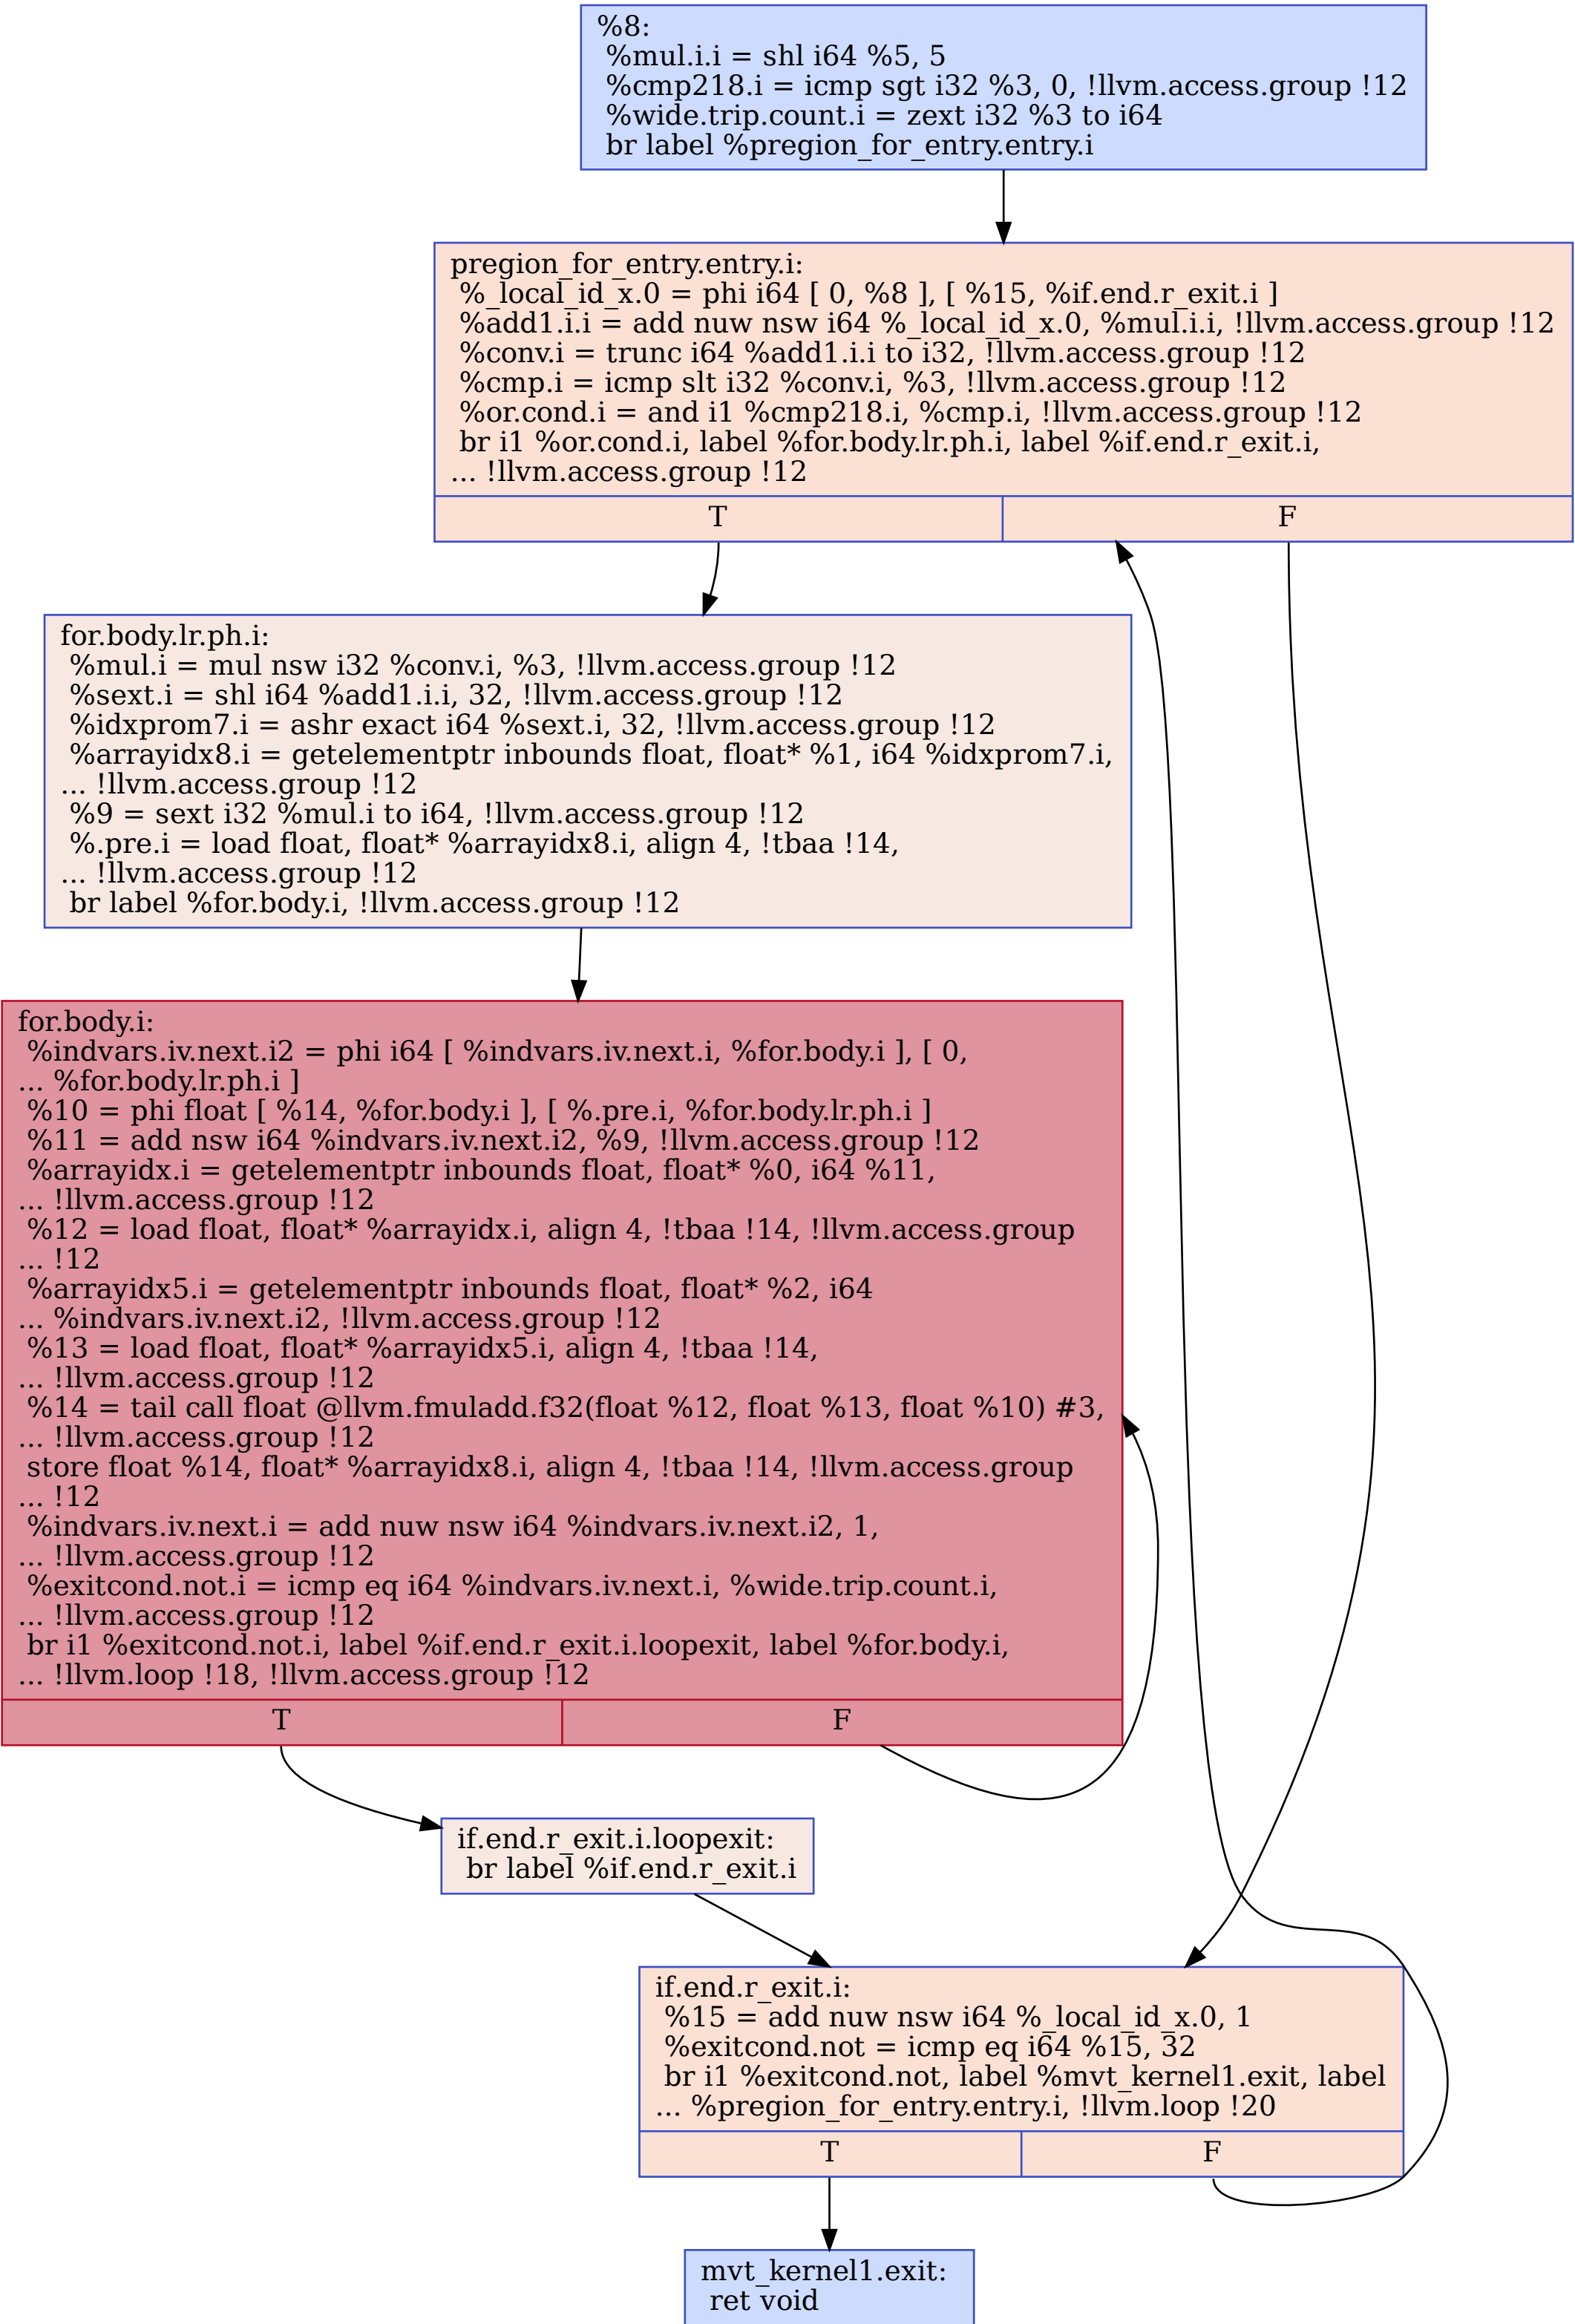 %8:
%mul.i.i = shl i64 %5, 5
%cmp218.i = icmp sgt i32 %3, 0, !llvm.access.group !12
%wide.trip.count.i = zext i32 %3 to i64
br label %pregion_for_entry.entry.i
pregion_for_entry.entry.i:
%_local_id_x.0 = phi i64 [ 0, %8 ], [ %15, %if.end.r_exit.i ]
%add1.i.i = add nuw nsw i64 %_local_id_x.0, %mul.i.i, !llvm.access.group !12
%conv.i = trunc i64 %add1.i.i to i32, !llvm.access.group !12
%cmp.i = icmp slt i32 %conv.i, %3, !llvm.access.group !12
%or.cond.i = and i1 %cmp218.i, %cmp.i, !llvm.access.group !12
br i1 %or.cond.i, label %for.body.lr.ph.i, label %if.end.r_exit.i,
... !llvm.access.group !12
T
F
for.body.lr.ph.i:
%mul.i = mul nsw i32 %conv.i, %3, !llvm.access.group !12
%sext.i = shl i64 %add1.i.i, 32, !llvm.access.group !12
%idxprom7.i = ashr exact i64 %sext.i, 32, !llvm.access.group !12
%arrayidx8.i = getelementptr inbounds float, float* %1, i64 %idxprom7.i,
... !llvm.access.group !12
%9 = sext i32 %mul.i to i64, !llvm.access.group !12
%.pre.i = load float, float* %arrayidx8.i, align 4, !tbaa !14,
... !llvm.access.group !12
br label %for.body.i, !llvm.access.group !12
for.body.i:
%indvars.iv.next.i2 = phi i64 [ %indvars.iv.next.i, %for.body.i ], [ 0,
... %for.body.lr.ph.i ]
%10 = phi float [ %14, %for.body.i ], [ %.pre.i, %for.body.lr.ph.i ]
%11 = add nsw i64 %indvars.iv.next.i2, %9, !llvm.access.group !12
%arrayidx.i = getelementptr inbounds float, float* %0, i64 %11,
... !llvm.access.group !12
%12 = load float, float* %arrayidx.i, align 4, !tbaa !14, !llvm.access.group
... !12
%arrayidx5.i = getelementptr inbounds float, float* %2, i64
... %indvars.iv.next.i2, !llvm.access.group !12
%13 = load float, float* %arrayidx5.i, align 4, !tbaa !14,
... !llvm.access.group !12
%14 = tail call float @llvm.fmuladd.f32(float %12, float %13, float %10) #3,
... !llvm.access.group !12
store float %14, float* %arrayidx8.i, align 4, !tbaa !14, !llvm.access.group
... !12
%indvars.iv.next.i = add nuw nsw i64 %indvars.iv.next.i2, 1,
... !llvm.access.group !12
%exitcond.not.i = icmp eq i64 %indvars.iv.next.i, %wide.trip.count.i,
... !llvm.access.group !12
br i1 %exitcond.not.i, label %if.end.r_exit.i.loopexit, label %for.body.i,
... !llvm.loop !18, !llvm.access.group !12
T
F
if.end.r_exit.i.loopexit:
br label %if.end.r_exit.i
if.end.r_exit.i:
%15 = add nuw nsw i64 %_local_id_x.0, 1
%exitcond.not = icmp eq i64 %15, 32
br i1 %exitcond.not, label %mvt_kernel1.exit, label
... %pregion_for_entry.entry.i, !llvm.loop !20
T
F
mvt_kernel1.exit:
ret void